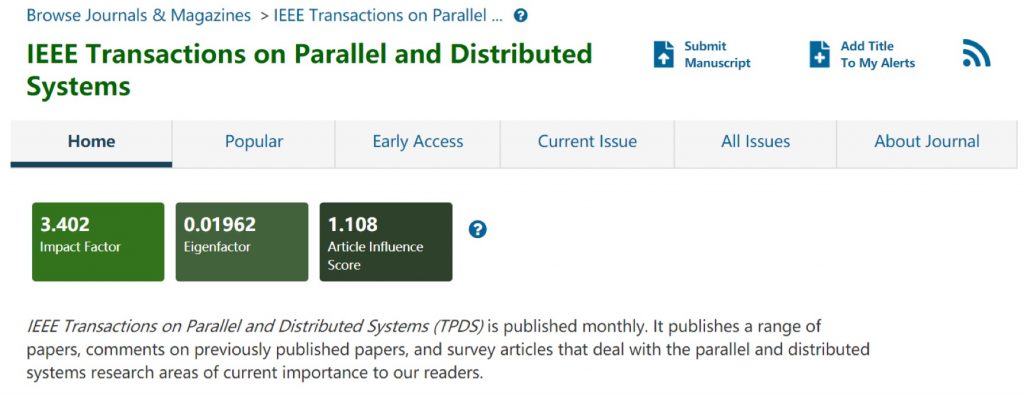 Browse Journals & Magazines > IEEE Transactions on Parallel ... ?
IEEE Transactions on Parallel and Distributed
Systems
Submit
Manuscript
Add Title
To My Alerts
Home
Popular
Early Access
Current Issue
All Issues
About Journal
3.402
Impact Factor
0.01962
Eigenfactor
1.108
Article Influence
Score
?
IEEE Transactions on Parallel and Distributed Systems (TPDS) is published monthly. It publishes a range of
papers, comments on previously published papers, and survey articles that deal with the parallel and distributed
systems research areas of current importance to our readers.